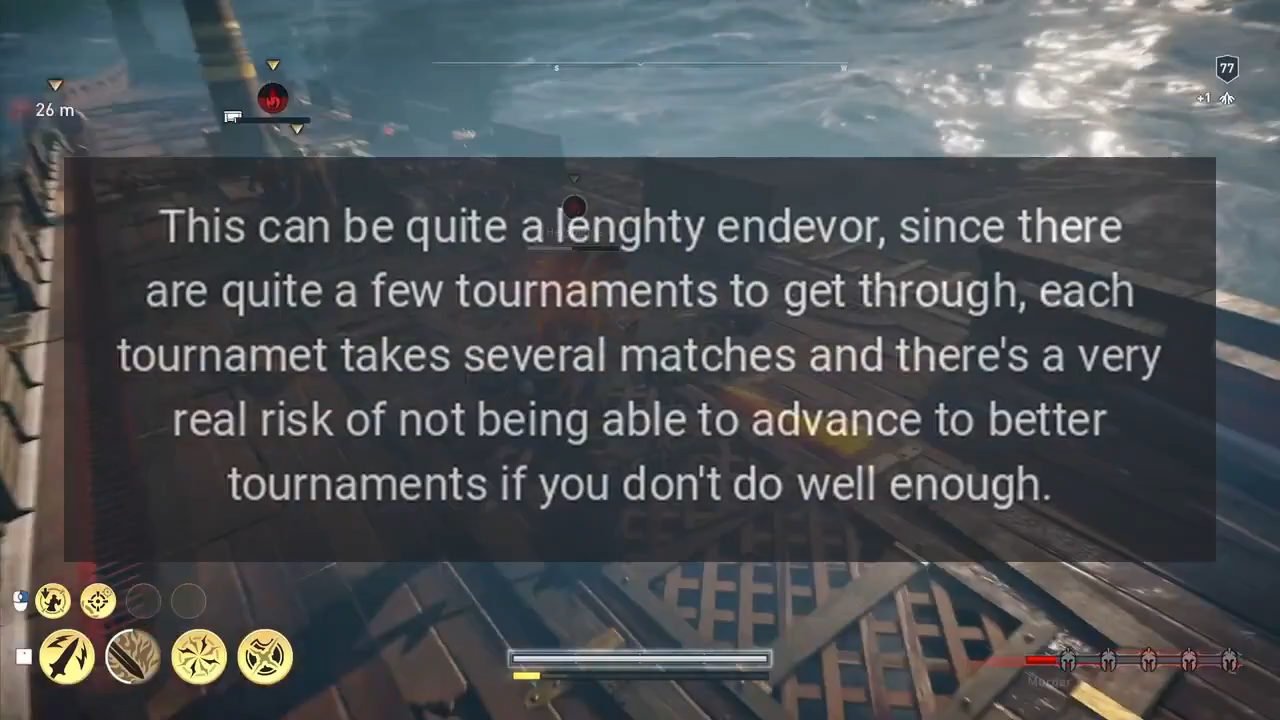 S
W
77
26 m
+1
This can be quite a lenghty endevor, since there
are quite a few tournaments to get through, each
tournamet takes several matches and there's a very
real risk of not being able to advance to better
tournaments if you don't do well enough.
Murder